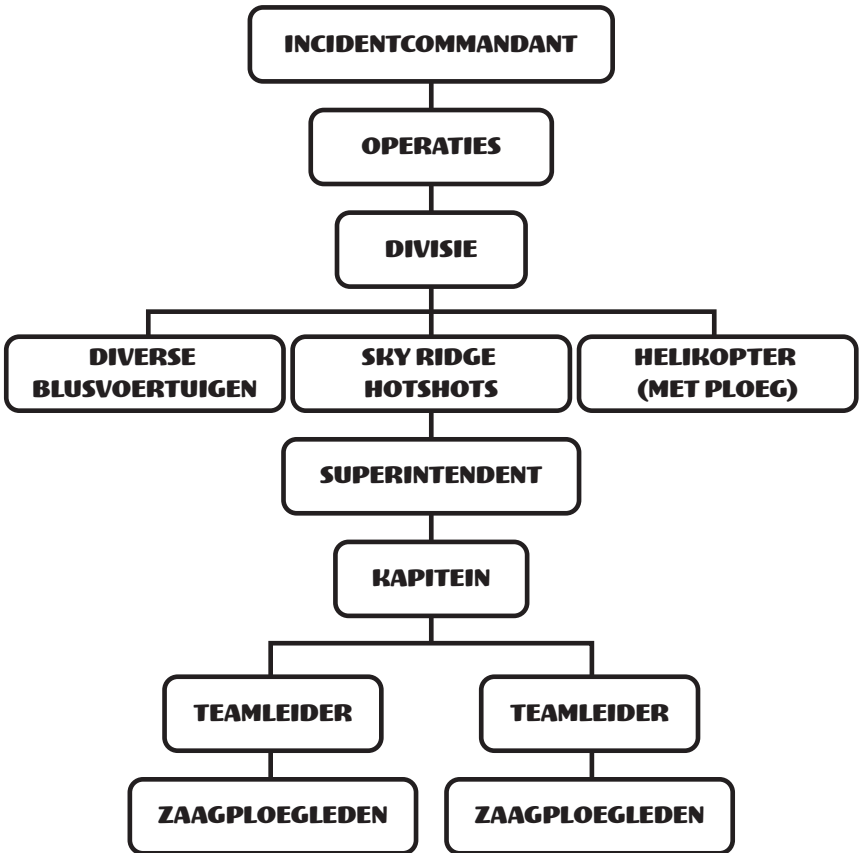 INCIDENTCOMMANDANT
OPERATIES
DIVISIE
DIVERSE
BLUSVOERTUIGEN
SKY RIDGE
HOTSHOTS
HELIKOPTER
(MET PLOEG)
SUPERINTENDENT
KAPITEIN
TEAMLEIDER
TEAMLEIDER
ZAAGPLOEGLEDEN
ZAAGPLOEGLEDEN